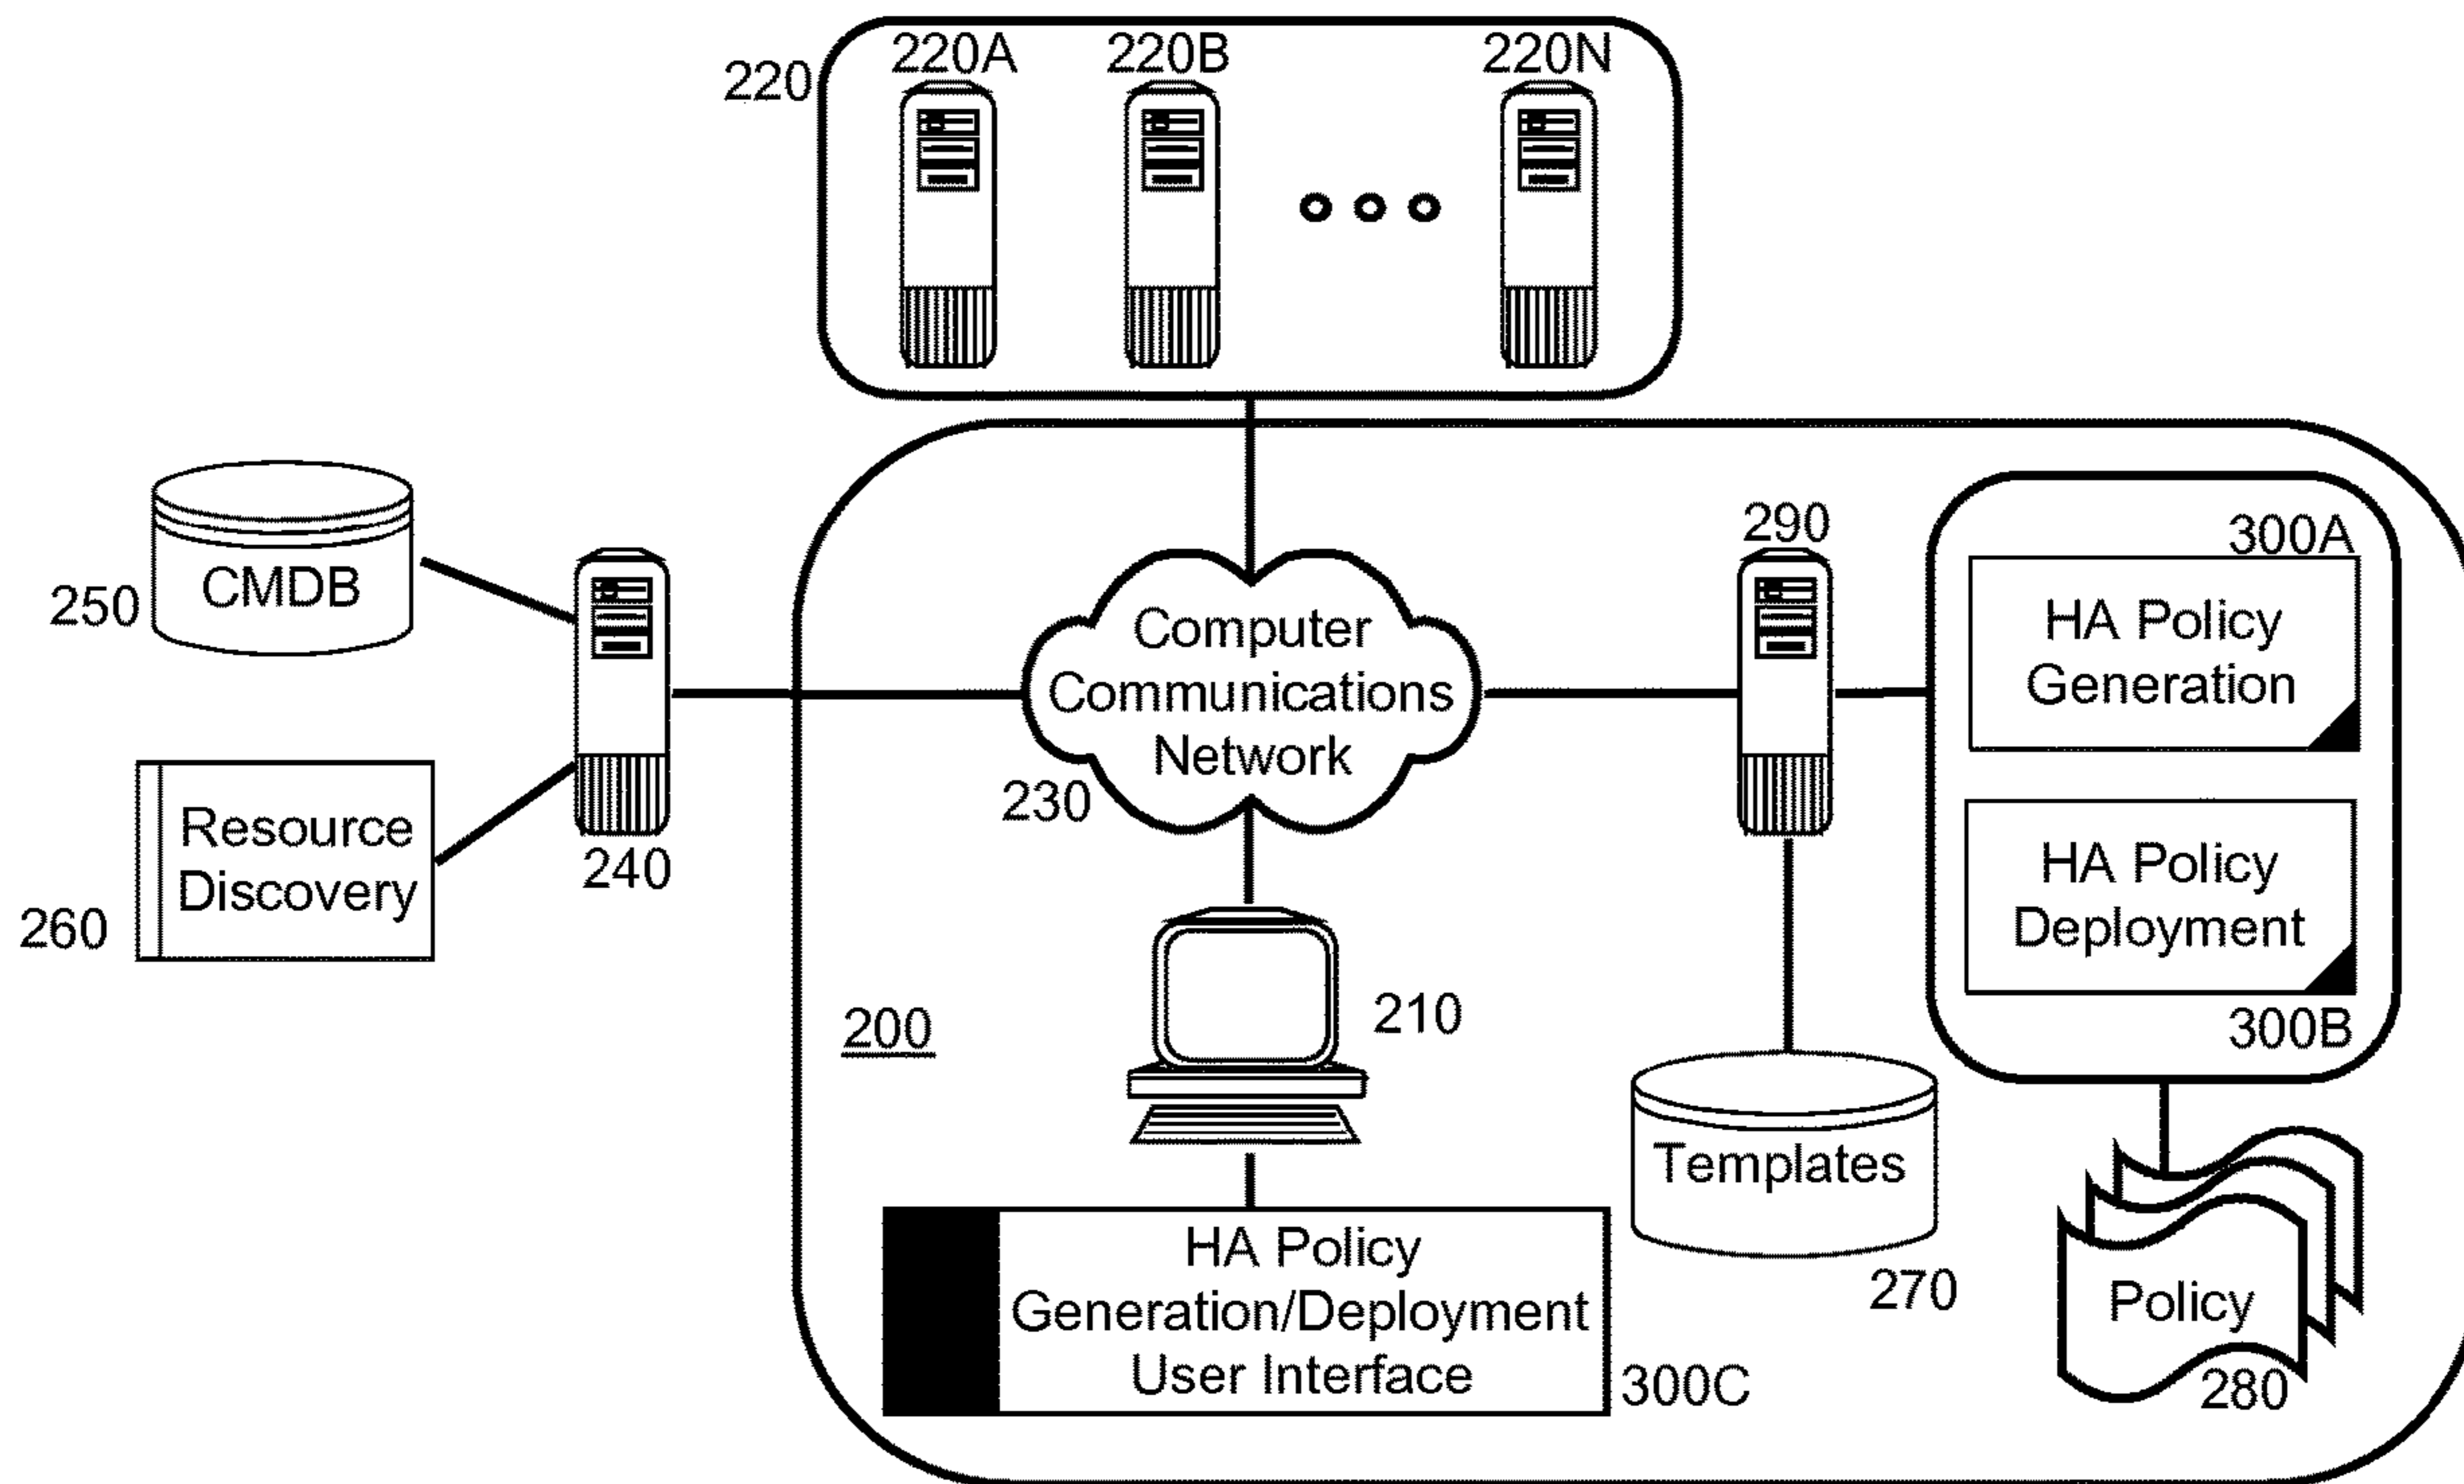 220
220A
220B
220N
CMDB
250
Resource
Discovery
260
240
Computer
Communications
Network
230
290
300A
HA Policy
Generation
HA Policy
Deployment
300B
200
210
Templates
270
HA Policy
Generation/Deployment
User Interface
300C
Policy
280